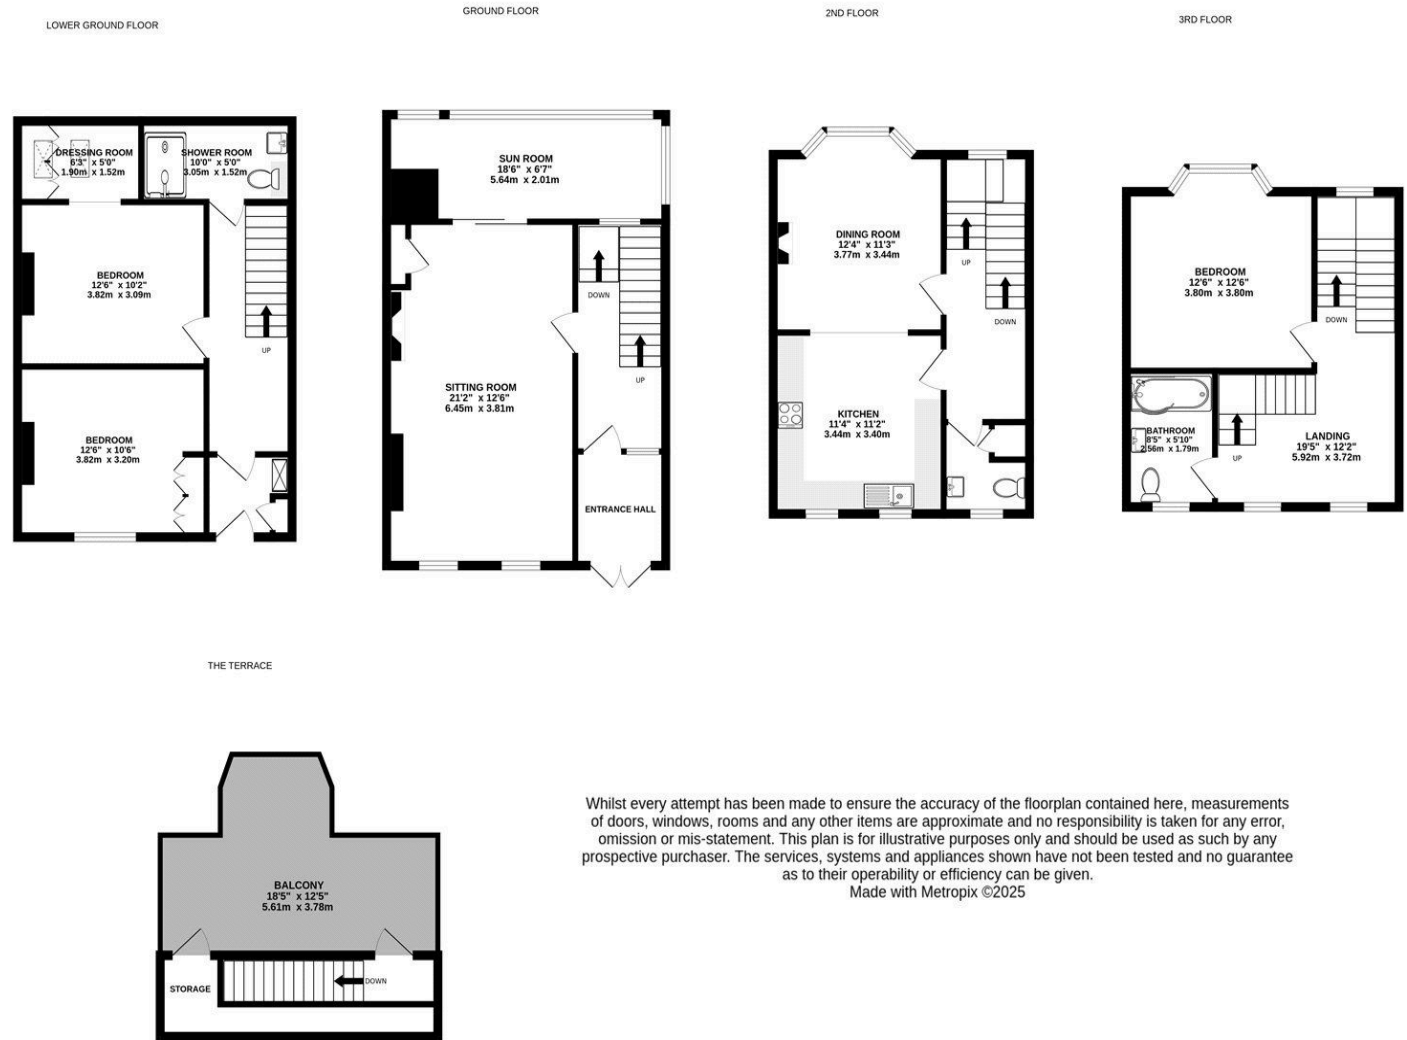 LOWER GROUND FLOOR
GROUND FLOOR
2ND FLOOR
3RD FLOOR
DRESSING ROOM
6'3" x 5'0"
1.90m x 1.52m
SHOWER ROOM
10'0" x 5'0"
3.05m x 1.52m
BEDROOM
12'6" x 10'2"
3.82m x 3.09m
UP
BEDROOM
12'6" x 10'6"
3.82m x 3.20m
SUN ROOM
18'6" x 6'7"
5.64m x 2.01m
DOWN
UP
SITTING ROOM
21'2" x 12'6"
6.45m x 3.81m
ENTRANCE HALL
DINING ROOM
12'4" x 11'3"
3.77m x 3.44m
UP
DOWN
KITCHEN
11'4" x 11'2"
3.44m x 3.40m
BEDROOM
12'6" x 12'6"
3.80m x 3.80m
DOWN
BATHROOM
8'5" x 5'10"
2.56m x 1.79m
UP
LANDING
19'5" x 12'2"
5.92m x 3.72m
THE TERRACE
BALCONY
18'5" x 12'5"
5.61m x 3.78m
DOWN
STORAGE
Whilst every attempt has been made to ensure the accuracy of the floorplan contained here, measurements
of doors, windows, rooms and any other items are approximate and no responsibility is taken for any error,
omission or mis-statement. This plan is for illustrative purposes only and should be used as such by any
prospective purchaser. The services, systems and appliances shown have not been tested and no guarantee
as to their operability or efficiency can be given.
Made with Metropix ©2025